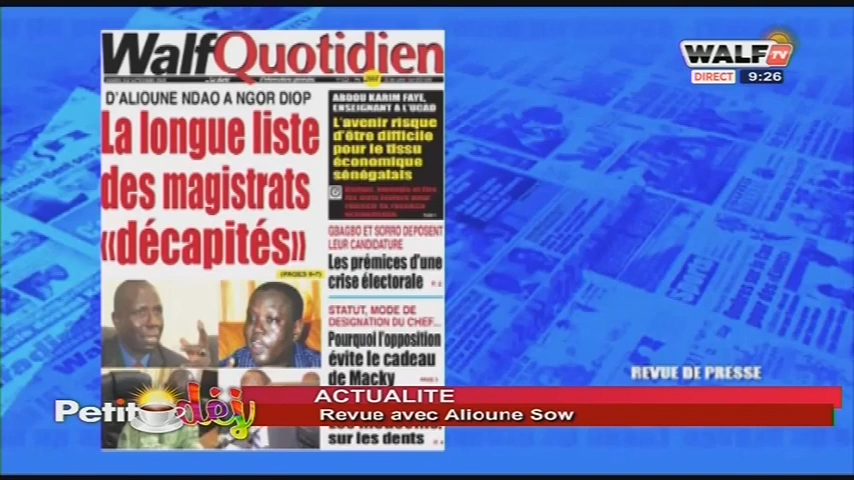 WalfQuotidien
D'ALIOUNE NDAO A NGOR DIOP
La longue liste
des magistrats
«décapités»
(PAGES 6-7)
ABDOU KARIM FAYE,
ENSEIGNANT À L'UCAD
L'avenir risque
d'être difficile
pour le tissu
économique
sénégalais
GBAGBO ET SORRO DEPOSENT
LEUR CANDIDATURE
Les prémices d'une
crise électorale
STATUT, MODE DE
DESIGNATION DU CHEF...
Pourquoi l'opposition
évite le cadeau
de Macky
sur les dents
WALF TV
DIRECT 9:26
REVUE DE PRESSE
Petit déj
ACTUALITE
Revue avec Alioune Sow